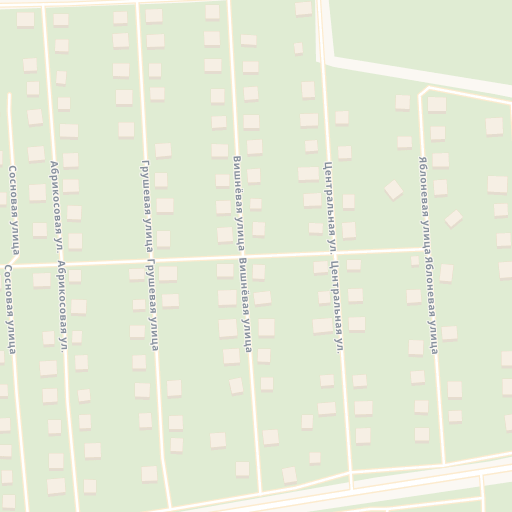 Сосновая улица
Абрикосовая ул.
Грушевая улица
Вишнёвая улица
Центральная ул.
Яблоневая улица
Сосновая улица
Абрикосовая ул.
Грушевая улица
Вишнёвая улица
Центральная ул.
Яблоневая улица